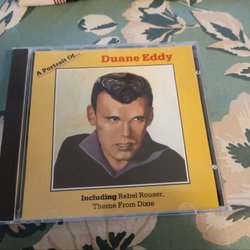 A Portrait Of...
Duane Eddy
Including Rebel Rouser,
Theme From Dixie